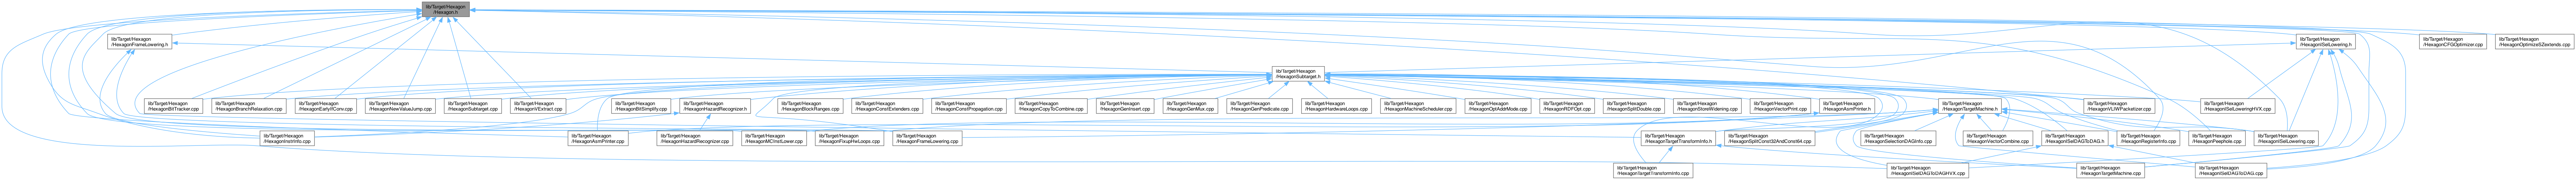 lib/Target/Hexagon
/Hexagon.h
lib/Target/Hexagon
/HexagonFrameLowering.h
lib/Target/Hexagon
/HexagonISelLowering.h
lib/Target/Hexagon
/HexagonCFGOptimizer.cpp
lib/Target/Hexagon
/HexagonOptimizeSZextends.cpp
lib/Target/Hexagon
/HexagonSubtarget.h
lib/Target/Hexagon
/HexagonBitTracker.cpp
lib/Target/Hexagon
/HexagonBranchRelaxation.cpp
lib/Target/Hexagon
/HexagonEarlyIfConv.cpp
lib/Target/Hexagon
/HexagonNewValueJump.cpp
lib/Target/Hexagon
/HexagonSubtarget.cpp
lib/Target/Hexagon
/HexagonVExtract.cpp
lib/Target/Hexagon
/HexagonBitSimplify.cpp
lib/Target/Hexagon
/HexagonHazardRecognizer.h
lib/Target/Hexagon
/HexagonBlockRanges.cpp
lib/Target/Hexagon
/HexagonConstExtenders.cpp
lib/Target/Hexagon
/HexagonConstPropagation.cpp
lib/Target/Hexagon
/HexagonCopyToCombine.cpp
lib/Target/Hexagon
/HexagonGenInsert.cpp
lib/Target/Hexagon
/HexagonGenMux.cpp
lib/Target/Hexagon
/HexagonGenPredicate.cpp
lib/Target/Hexagon
/HexagonHardwareLoops.cpp
lib/Target/Hexagon
/HexagonMachineScheduler.cpp
lib/Target/Hexagon
/HexagonOptAddrMode.cpp
lib/Target/Hexagon
/HexagonRDFOpt.cpp
lib/Target/Hexagon
/HexagonSplitDouble.cpp
lib/Target/Hexagon
/HexagonStoreWidening.cpp
lib/Target/Hexagon
/HexagonVectorPrint.cpp
lib/Target/Hexagon
/HexagonAsmPrinter.h
lib/Target/Hexagon
/HexagonTargetMachine.h
lib/Target/Hexagon
/HexagonVLIWPacketizer.cpp
lib/Target/Hexagon
/HexagonISelLoweringHVX.cpp
lib/Target/Hexagon
/HexagonInstrInfo.cpp
lib/Target/Hexagon
/HexagonAsmPrinter.cpp
lib/Target/Hexagon
/HexagonHazardRecognizer.cpp
lib/Target/Hexagon
/HexagonMCInstLower.cpp
lib/Target/Hexagon
/HexagonFixupHwLoops.cpp
lib/Target/Hexagon
/HexagonFrameLowering.cpp
lib/Target/Hexagon
/HexagonTargetTransformInfo.h
lib/Target/Hexagon
/HexagonSplitConst32AndConst64.cpp
lib/Target/Hexagon
/HexagonSelectionDAGInfo.cpp
lib/Target/Hexagon
/HexagonVectorCombine.cpp
lib/Target/Hexagon
/HexagonISelDAGToDAG.h
lib/Target/Hexagon
/HexagonRegisterInfo.cpp
lib/Target/Hexagon
/HexagonPeephole.cpp
lib/Target/Hexagon
/HexagonISelLowering.cpp
lib/Target/Hexagon
/HexagonTargetTransformInfo.cpp
lib/Target/Hexagon
/HexagonISelDAGToDAGHVX.cpp
lib/Target/Hexagon
/HexagonTargetMachine.cpp
lib/Target/Hexagon
/HexagonISelDAGToDAG.cpp